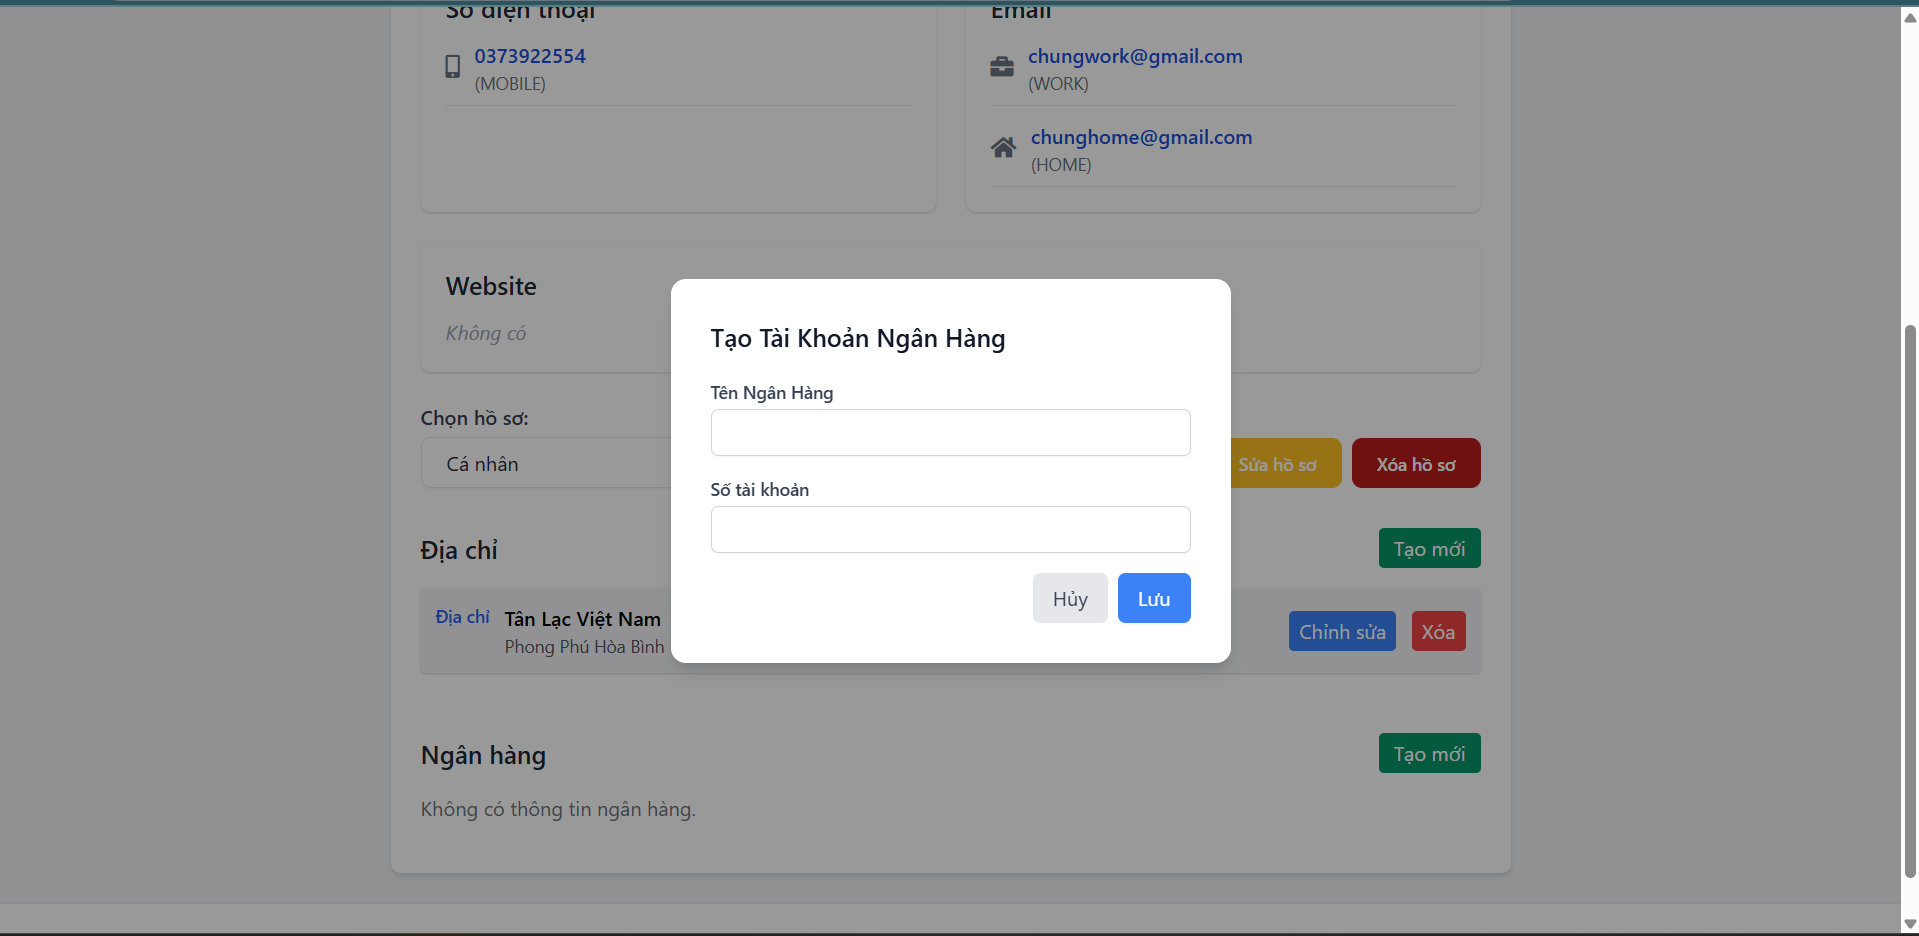 Số điện thoại
0373922554
(MOBILE)
Email
chungwork@gmail.com
(WORK)
chunghome@gmail.com
(HOME)
Website
Không có
Chọn hồ sơ:
Cá nhân
Sửa hồ sơ
Xóa hồ sơ
Địa chỉ
Tạo mới
Địa chỉ
Tân Lạc Việt Nam
Phong Phú Hòa Bình
Chỉnh sửa
Xóa
Ngân hàng
Tạo mới
Không có thông tin ngân hàng.
Tạo Tài Khoản Ngân Hàng
Tên Ngân Hàng
Số tài khoản
Hủy
Lưu